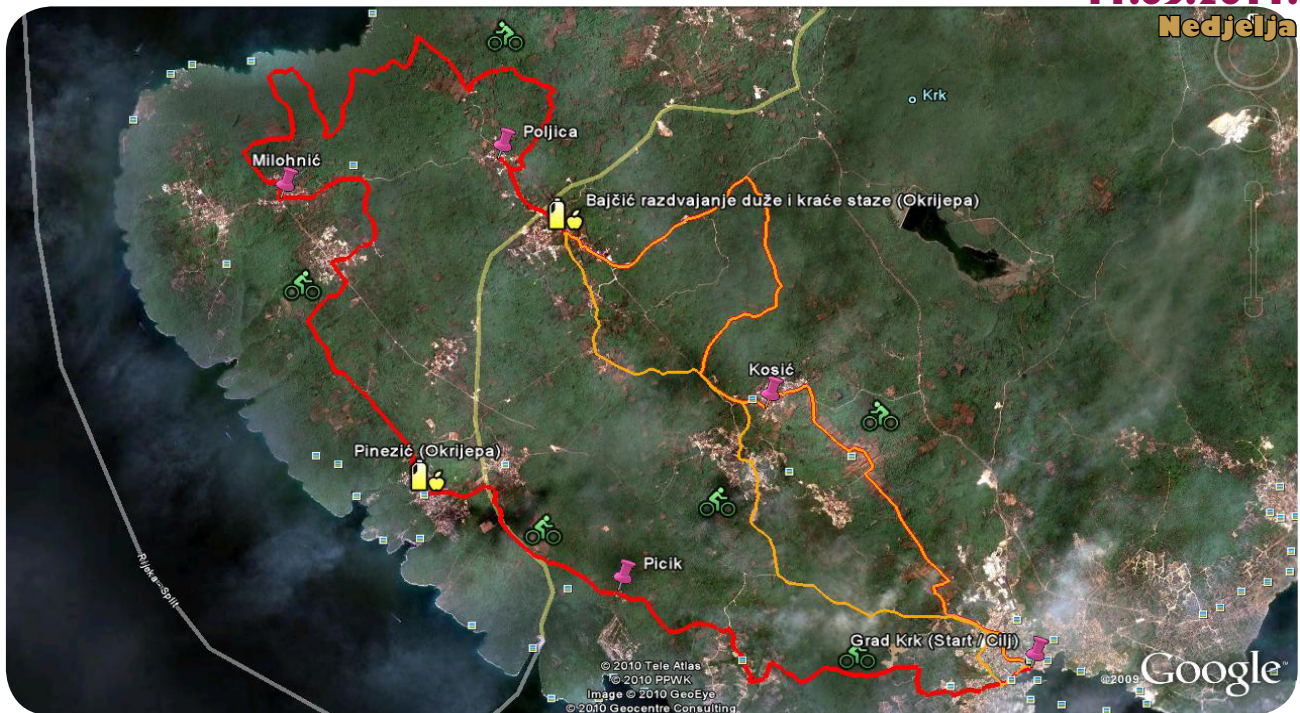 Nedjelja
Krk
Poljica
Milohnić
Bajčić razdvajanje duže i kraće staze (Okrijepa)
Kosić
Pinezić (Okrijepa)
Picik
Rijeka - Split
Grad Krk (Start / Cilj)
© 2010 Tele Atlas
© 2010 PPWK
Image © 2010 GeoEye
© 2010 Geocentre Consulting
©2009 Google